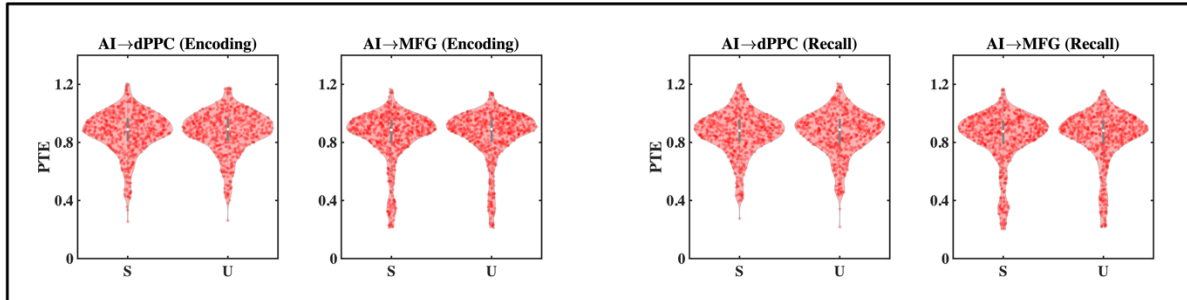 AI→dPPC (Encoding)
AI→MFG (Encoding)
AI→dPPC (Recall)
AI→MFG (Recall)
PTE
1.2
0.8
0.4
0
S U
1.2
0.8
0.4
0
S U
PTE
1.2
0.8
0.4
0
S U
1.2
0.8
0.4
0
S U